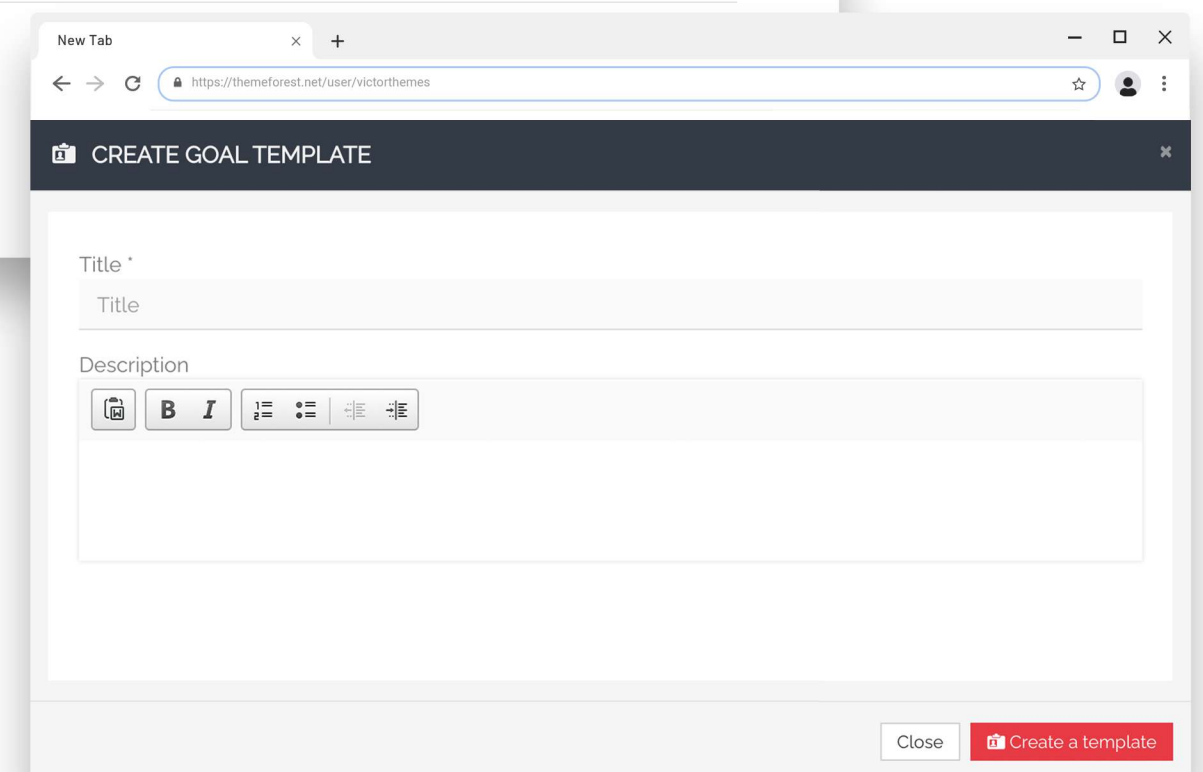 New Tab
https://themeforest.net/user/victorthemes
CREATE GOAL TEMPLATE
Title *
Title
Description
B I
Close Create a template